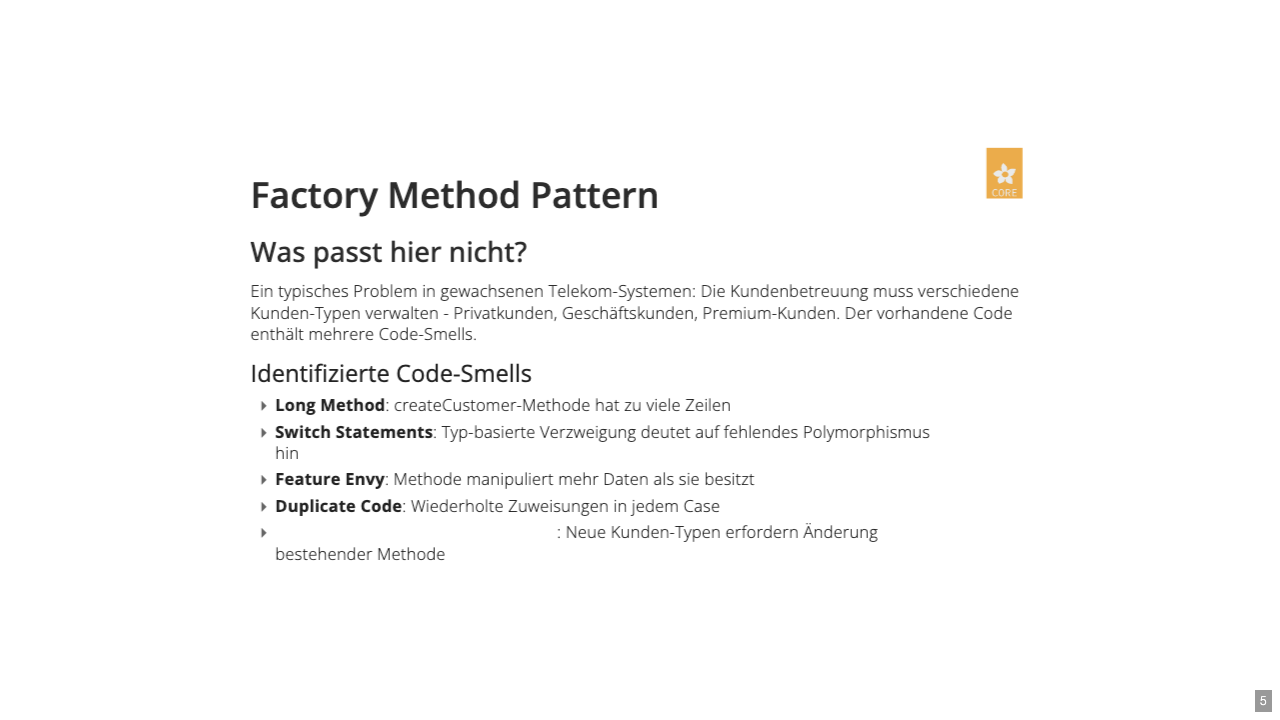 CORE
Factory Method Pattern
Was passt hier nicht?
Ein typisches Problem in gewachsenen Telekom-Systemen: Die Kundenbetreuung muss verschiedene
Kunden-Typen verwalten - Privatkunden, Geschäftskunden, Premium-Kunden. Der vorhandene Code
enthält mehrere Code-Smells.
Identifizierte Code-Smells
Long Method: createCustomer-Methode hat zu viele Zeilen
Switch Statements: Typ-basierte Verzweigung deutet auf fehlendes Polymorphismus
hin
Feature Envy: Methode manipuliert mehr Daten als sie besitzt
Duplicate Code: Wiederholte Zuweisungen in jedem Case
: Neue Kunden-Typen erfordern Änderung
bestehender Methode
5